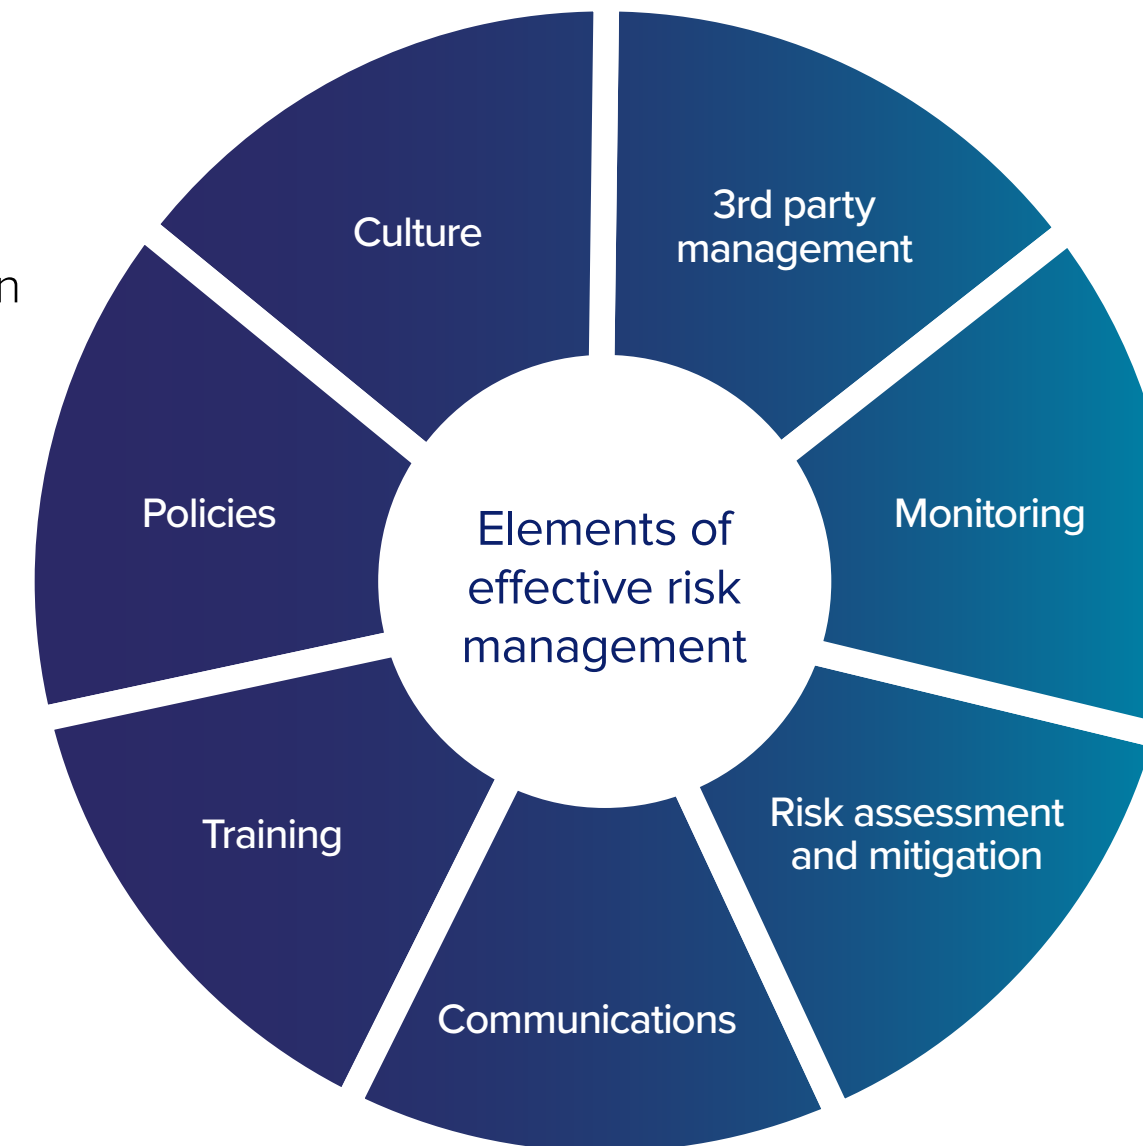 3rd party
management
Culture
n
Policies
Monitoring
Elements of
effective risk
management
Risk assessment
and mitigation
Training
Communications